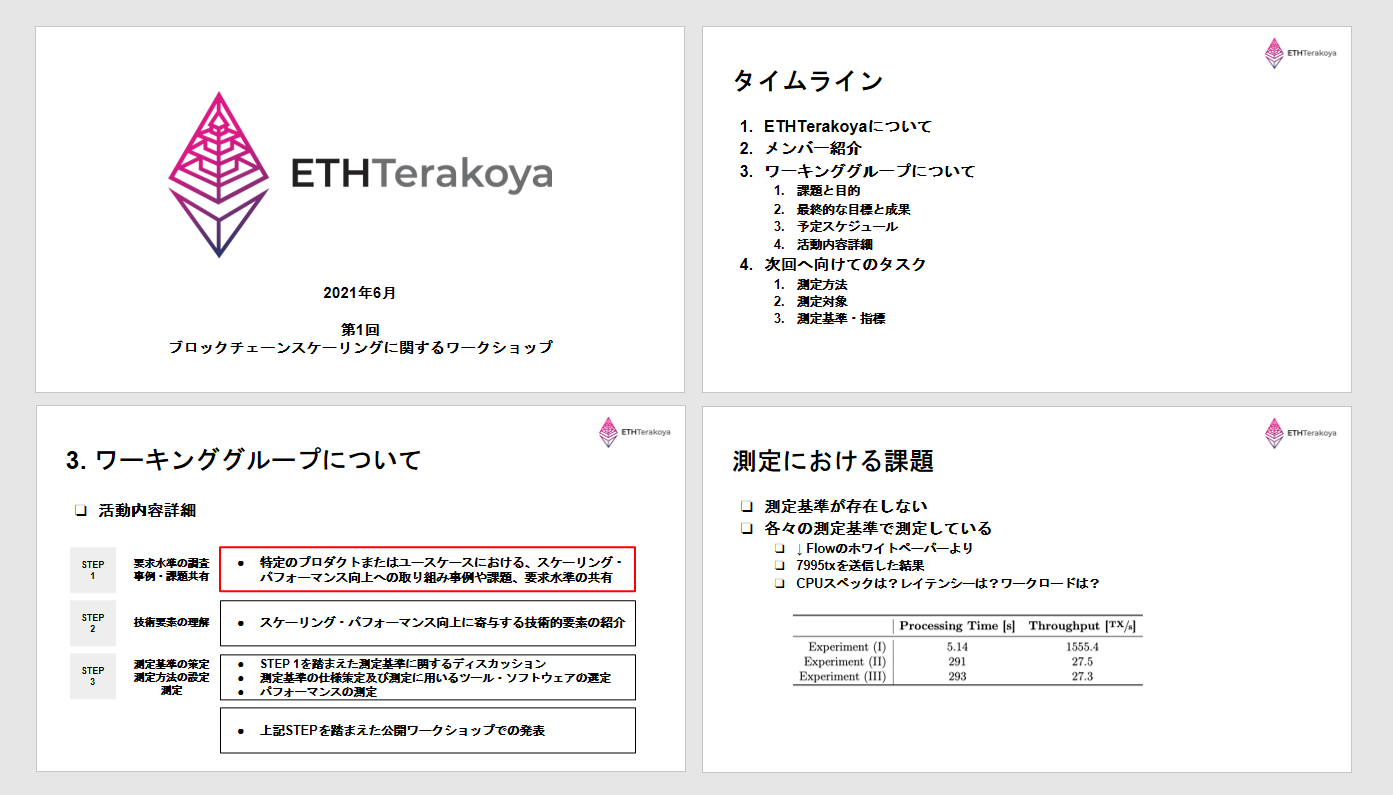 ETHTerakoya
2021年6月
第1回
ブロックチェーンスケーリングに関するワークショップ
ETHTerakoya
タイムライン
1. ETHTerakoyaについて
2. メンバー紹介
3. ワーキンググループについて
1. 課題と目的
2. 最終的な目標と成果
3. 予定スケジュール
4. 活動内容詳細
4. 次回へ向けてのタスク
1. 測定方法
2. 測定対象
3. 測定基準・指標
ETHTerakoya
3. ワーキンググループについて
❏ 活動内容詳細
STEP
1
要求水準の調査
事例・課題共有
● 特定のプロダクトまたはユースケースにおける、スケーリング・
パフォーマンス向上への取り組み事例や課題、要求水準の共有
STEP
2
技術要素の理解
● スケーリング・パフォーマンス向上に寄与する技術的要素の紹介
STEP
3
測定基準の策定
測定方法の設定
測定
● STEP 1を踏まえた測定基準に関するディスカッション
● 測定基準の仕様策定及び測定に用いるツール・ソフトウェアの選定
● パフォーマンスの測定
● 上記STEPを踏まえた公開ワークショップでの発表
ETHTerakoya
測定における課題
❏ 測定基準が存在しない
❏ 各々の測定基準で測定している
❏ ↓Flowのホワイトペーパーより
❏ 7995txを送信した結果
❏ CPUスペックは？レイテンシーは？ワークロードは？
Processing Time [s] Throughput [TX/s]
Experiment (I) 5.14 1555.4
Experiment (II) 291 27.5
Experiment (III) 293 27.3